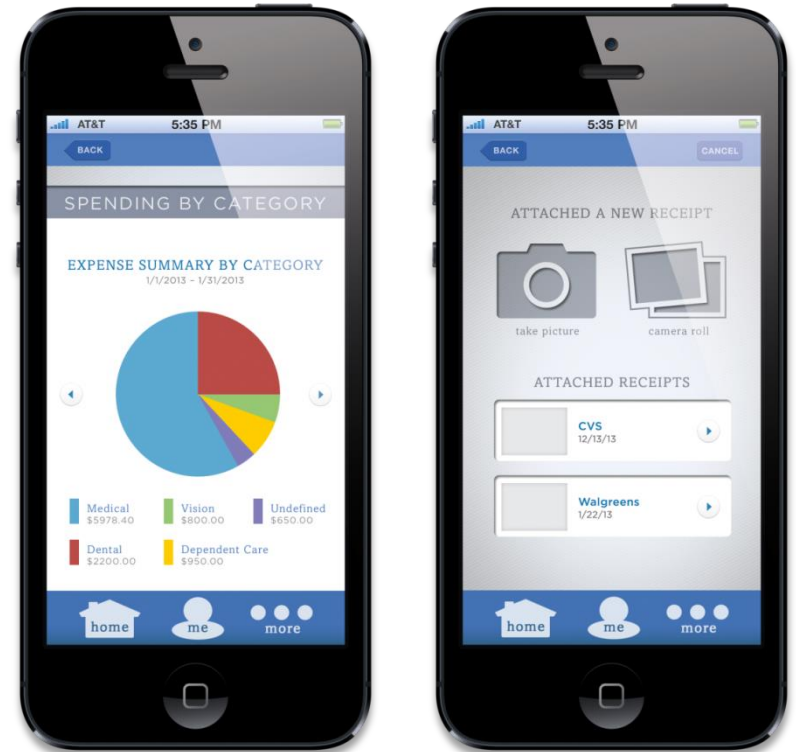 AT&T 5:35 PM
BACK
SPENDING BY CATEGORY
EXPENSE SUMMARY BY CATEGORY
1/1/2013 – 1/31/2013
Medical
$5978.40
Vision
$800.00
Undefined
$650.00
Dental
$2200.00
Dependent Care
$950.00
home me more
AT&T 5:35 PM
BACK CANCEL
ATTACHED A NEW RECEIPT
take picture camera roll
ATTACHED RECEIPTS
CVS
12/13/13
Walgreens
1/22/13
home me more